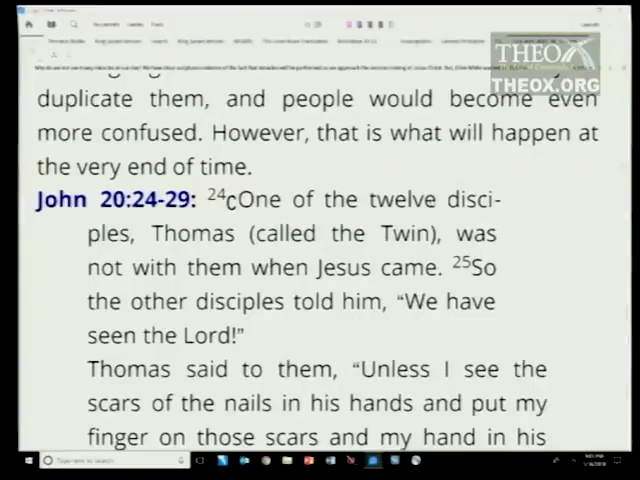 THEOX
THEOX.ORG
duplicate them, and people would become even
more confused. However, that is what will happen at
the very end of time.
John 20:24-29: 24cOne of the twelve disci-
ples, Thomas (called the Twin), was
not with them when Jesus came. 25So
the other disciples told him, “We have
seen the Lord!”
Thomas said to them, “Unless I see the
scars of the nails in his hands and put my
finger on those scars and my hand in his